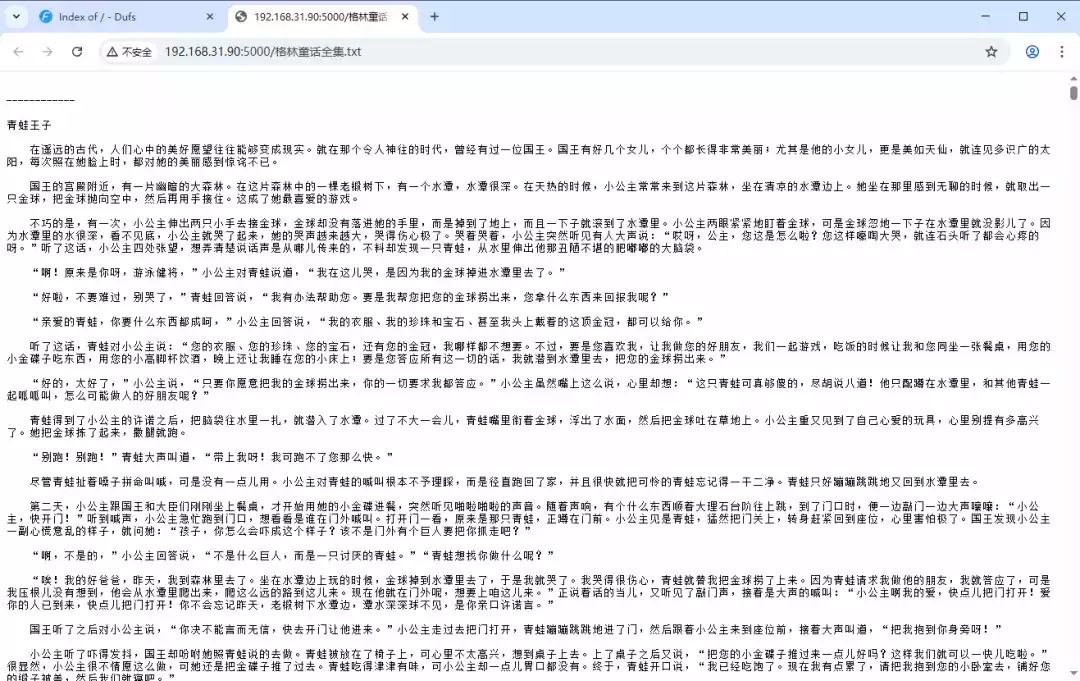 Index of / - Dufs
192.168.31.90:5000/格林童话
不安全
192.168.31.90:5000/格林童话全集.txt
------------
青蛙王子
在遥远的古代，人们心中的美好愿望往往能够变成现实。就在那个令人神往的时代，曾经有过一位国王。国王有好几个女儿，个个都长得非常美丽；尤其是他的小女儿，更是美如天仙，就连见多识广的太
阳，每次照在她脸上时，都对她的美丽感到惊诧不已。
国王的宫殿附近，有一片幽暗的大森林。在这片森林中的一棵老椴树下，有一个水潭，水潭很深。在天热的时候，小公主常常来到这片森林，坐在清凉的水潭边上。她坐在那里感到无聊的时候，就取出一
只金球，把金球抛向空中，然后再用手接住。这成了她最喜爱的游戏。
不巧的是，有一次，小公主伸出两只小手去接金球，金球却没有落进她的手里，而是掉到了地上，而且一下子就滚到了水潭里。小公主两眼紧紧地盯着金球，可是金球忽地一下子在水潭里就没影儿了。因
为水潭里的水很深，看不见底，小公主就哭了起来，她的哭声越来越大，哭得伤心极了。哭着哭着，小公主突然听见有人大声说：“哎呀，公主，您这是怎么啦？您这样嚎啕大哭，就连石头听了都会心疼的
呀。”听了这话，小公主四处张望，想弄清楚说话声是从哪儿传来的，不料却发现一只青蛙，从水里伸出他那丑陋不堪的肥嘟嘟的大脑袋。
“啊！原来是你呀，游泳健将，”小公主对青蛙说道，“我在这儿哭，是因为我的金球掉进水潭里去了。”
“好啦，不要难过，别哭了，”青蛙回答说，“我有办法帮助您。要是我帮您把您的金球捞出来，您拿什么东西来回报我呢？”
“亲爱的青蛙，你要什么东西都成呵，”小公主回答说，“我的衣服、我的珍珠和宝石、甚至我头上戴着的这顶金冠，都可以给你。”
听了这话，青蛙对小公主说：“您的衣服、您的珍珠、您的宝石，还有您的金冠，我哪样都不想要。不过，要是您喜欢我，让我做您的好朋友，我们一起游戏，吃饭的时候让我和您同坐一张餐桌，用您的
小金碟子吃东西，用您的小高脚杯饮酒，晚上还让我睡在您的小床上；要是您答应所有这一切的话，我就潜到水潭里去，把您的金球捞出来。”
“好的，太好了，”小公主说，“只要你愿意把我的金球捞出来，你的一切要求我都答应。”小公主虽然嘴上这么说，心里却想：“这只青蛙可真够傻的，尽胡说八道！他只配蹲在水潭里，和其他青蛙一
起呱呱叫，怎么可能做人的好朋友呢？”
青蛙得到了小公主的许诺之后，把脑袋往水里一扎，就潜入了水潭。过了不大一会儿，青蛙嘴里衔着金球，浮出了水面，然后把金球吐在草地上。小公主重又见到了自己心爱的玩具，心里别提有多高兴
了。她把金球拣了起来，撒腿就跑。
“别跑！别跑！”青蛙大声叫道，“带上我呀！我可跑不了您那么快。”
尽管青蛙扯着嗓子拼命叫喊，可是没有一点儿用。小公主对青蛙的喊叫根本不予理睬，而是径直跑回了家，并且很快就把可怜的青蛙忘记得一干二净。青蛙只好蹦蹦跳跳地又回到水潭里去。
第二天，小公主跟国王和大臣们刚刚坐上餐桌，才开始用她的小金碟进餐，突然听见啪啦啪啦的声音。随着声响，有个什么东西顺着大理石台阶往上跳，到了门口时，便一边敲门一边大声嚷嚷：“小公
主，快开门！”听到喊声，小公主急忙跑到门口，想看看是谁在门外喊叫。打开门一看，原来是那只青蛙，正蹲在门前。小公主见是青蛙，猛然把门关上，转身赶紧回到座位，心里害怕极了。国王发现小公主
一副心慌意乱的样子，就问她：“孩子，你怎么会吓成这个样子？该不是门外有个巨人要把你抓走吧？”
“啊，不是的，”小公主回答说，“不是什么巨人，而是一只讨厌的青蛙。”“青蛙想找你做什么呢？”
“唉！我的好爸爸，昨天，我到森林里去了。坐在水潭边上玩的时候，金球掉到水潭里去了，于是我就哭了。我哭得很伤心，青蛙就替我把金球捞了上来。因为青蛙请求我做他的朋友，我就答应了，可是
我压根儿没有想到，他会从水潭里爬出来，爬这么远的路到这儿来。现在他就在门外呢，想要上咱这儿来。”正说着话的当儿，又听见了敲门声，接着是大声的喊叫：“小公主啊我的爱，快点儿把门打开！爱
你的人已到来，快点儿把门打开！你不会忘记昨天，老椴树下水潭边，潭水深深球不见，是你亲口许诺言。”
国王听了之后对小公主说，“你决不能言而无信，快去开门让他进来。”小公主走过去把门打开，青蛙蹦蹦跳跳地进了门，然后跟着小公主来到座位前，接着大声叫道，“把我抱到你身旁呀！”
小公主听了吓得发抖，国王却吩咐她照青蛙说的去做。青蛙被放在了椅子上，可心里不太高兴，想到桌子上去。上了桌子之后又说，“把您的小金碟子推过来一点儿好吗？这样我们就可以一快儿吃啦。”
很显然，小公主很不情愿这么做，可她还是把金碟子推了过去。青蛙吃得津津有味，可小公主却一点儿胃口都没有。终于，青蛙开口说，“我已经吃饱了。现在我有点累了，请把我抱到您的小卧室去，铺好您
的缎子被盖，然后我们就寝吧。”